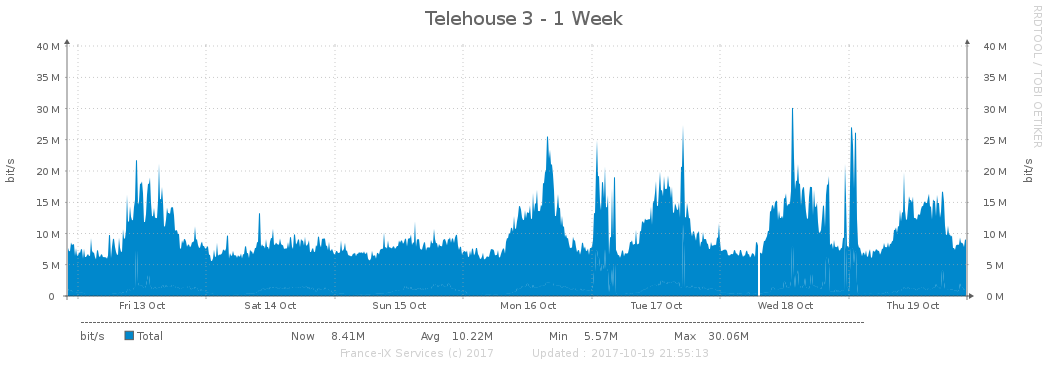 Telehouse 3 - 1 Week
RRDTOOL / TOBI OETIKER
40 M 40 M
35 M 35 M
30 M 30 M
25 M 25 M
20 M 20 M
15 M 15 M
10 M 10 M
5 M 5 M
0 0 M
bit/s
bit/s
Fri 13 Oct Sat 14 Oct Sun 15 Oct Mon 16 Oct Tue 17 Oct Wed 18 Oct Thu 19 Oct
bit/s Total Now 8.41M Avg 10.22M Min 5.57M Max 30.06M
France-IX Services (c) 2017 Updated : 2017-10-19 21:55:13